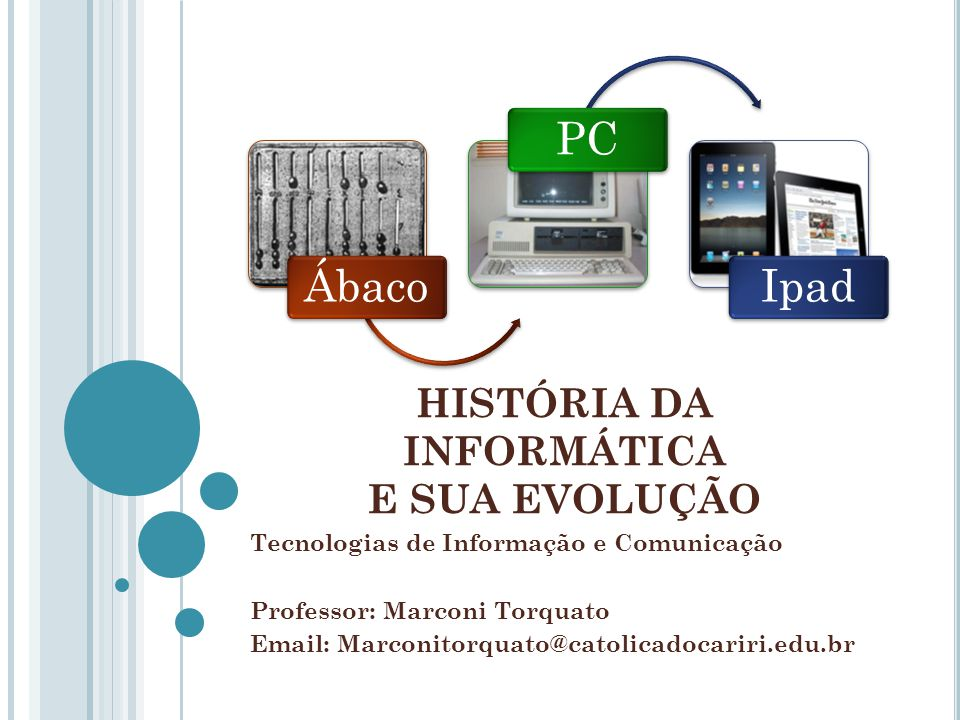 PC
Ábaco
Ipad
HISTÓRIA DA
INFORMÁTICA
E SUA EVOLUÇÃO
Tecnologias de Informação e Comunicação
Professor: Marconi Torquato
Email: Marconitorquato@catolicadocariri.edu.br